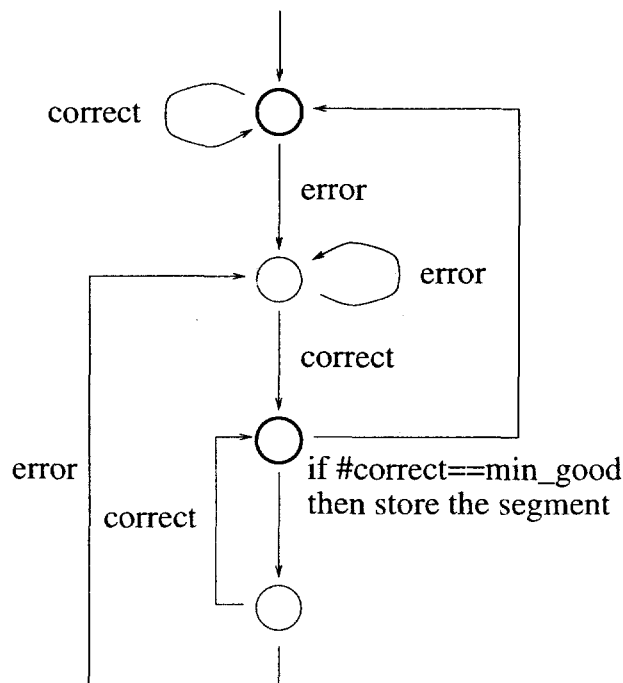 correct
error
error
correct
error
if #correct==min_good
then store the segment
correct